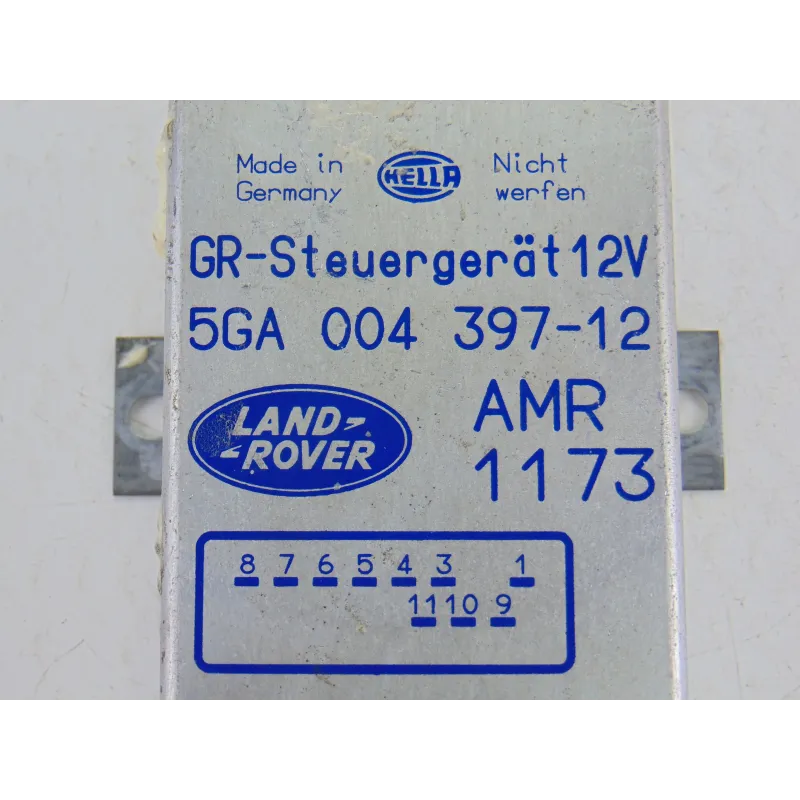 Made in
Germany
HELLA
Nicht
werfen
GR-Steuergerät 12V
5GA 004 397-12
LAND-
-ROVER
AMR
1173
8 7 6 5 4 3 1
11 10 9